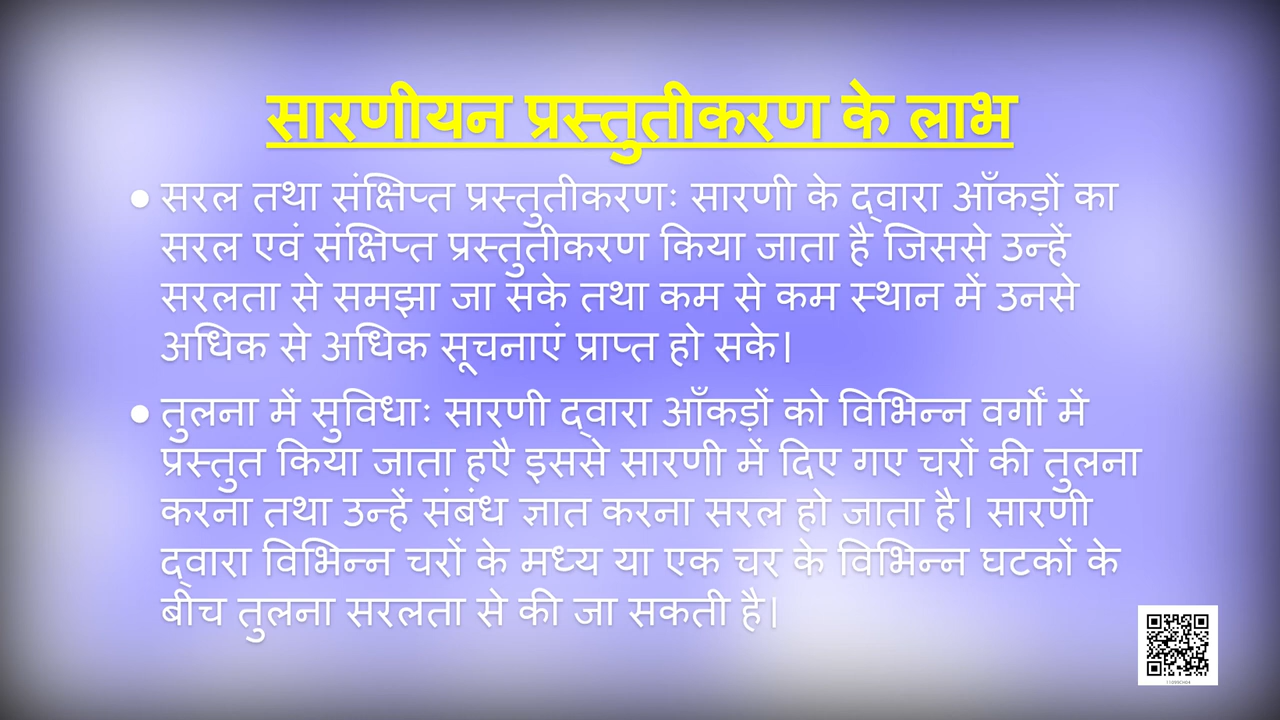 सारणीयन प्रस्तुतीकरण के लाभ
• सरल तथा संक्षिप्त प्रस्तुतीकरणः सारणी के द्वारा आँकड़ों का
सरल एवं संक्षिप्त प्रस्तुतीकरण किया जाता है जिससे उन्हें
सरलता से समझा जा सके तथा कम से कम स्थान में उनसे
अधिक से अधिक सूचनाएं प्राप्त हो सके।
• तुलना में सुविधाः सारणी द्वारा आँकड़ों को विभिन्न वर्गों में
प्रस्तुत किया जाता हएै इससे सारणी में दिए गए चरों की तुलना
करना तथा उन्हें संबंध ज्ञात करना सरल हो जाता है। सारणी
द्वारा विभिन्न चरों के मध्य या एक चर के विभिन्न घटकों के
बीच तुलना सरलता से की जा सकती है।